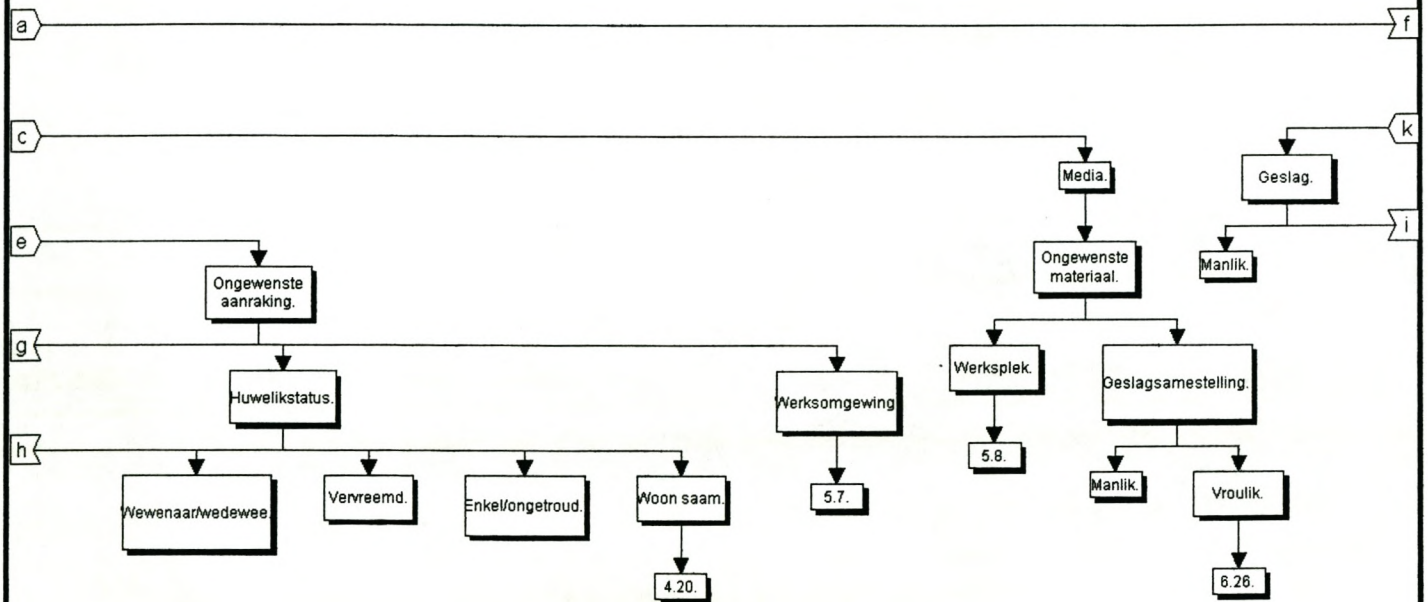 a
f
c
k
Media.
Geslag.
e
i
Ongewenste
aanraking.
Ongewenste
materiaal.
Manlik.
g
Huwelikstatus.
Werksomgewing
Werksplek.
Geslagsamestelling.
h
5.8.
Manlik.
Vroulik.
Wewenaar/wedewee.
Vervreemd.
Enkel/ongetroud.
Woon saam.
5.7.
4.20.
6.26.